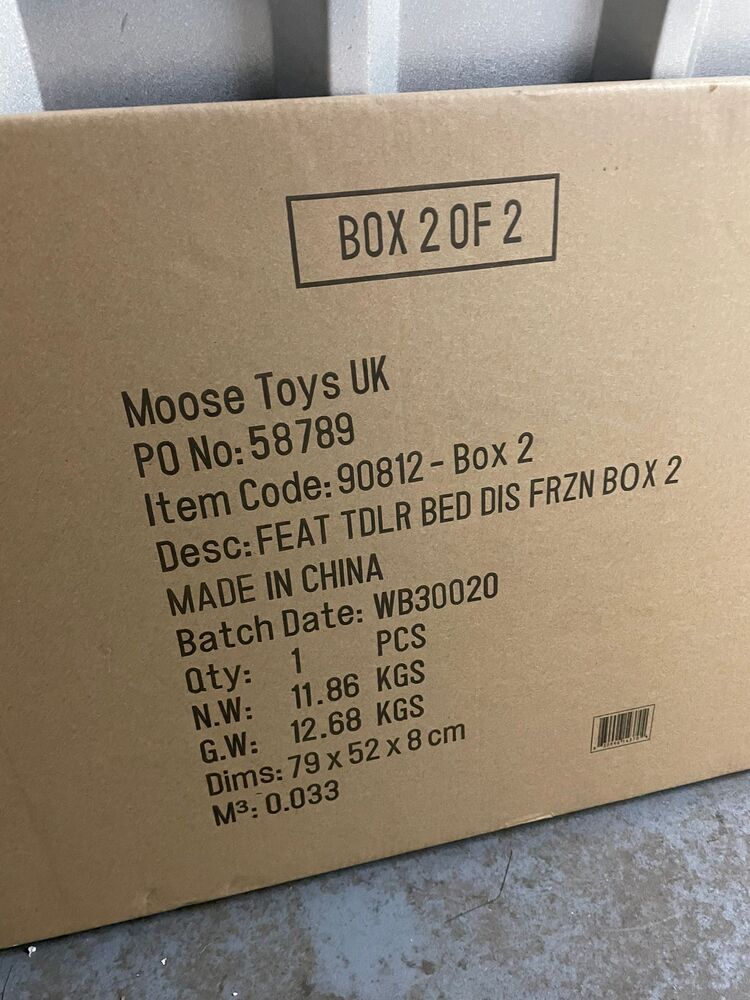 BOX 2 OF 2
Moose Toys UK
PO No: 58789
Item Code: 90812 - Box 2
Desc: FEAT TDLR BED DIS FRZN BOX 2
MADE IN CHINA
Batch Date: WB30020
Qty: 1 PCS
N.W: 11.86 KGS
G.W: 12.68 KGS
Dims: 79 x 52 x 8 cm
M³: 0.033